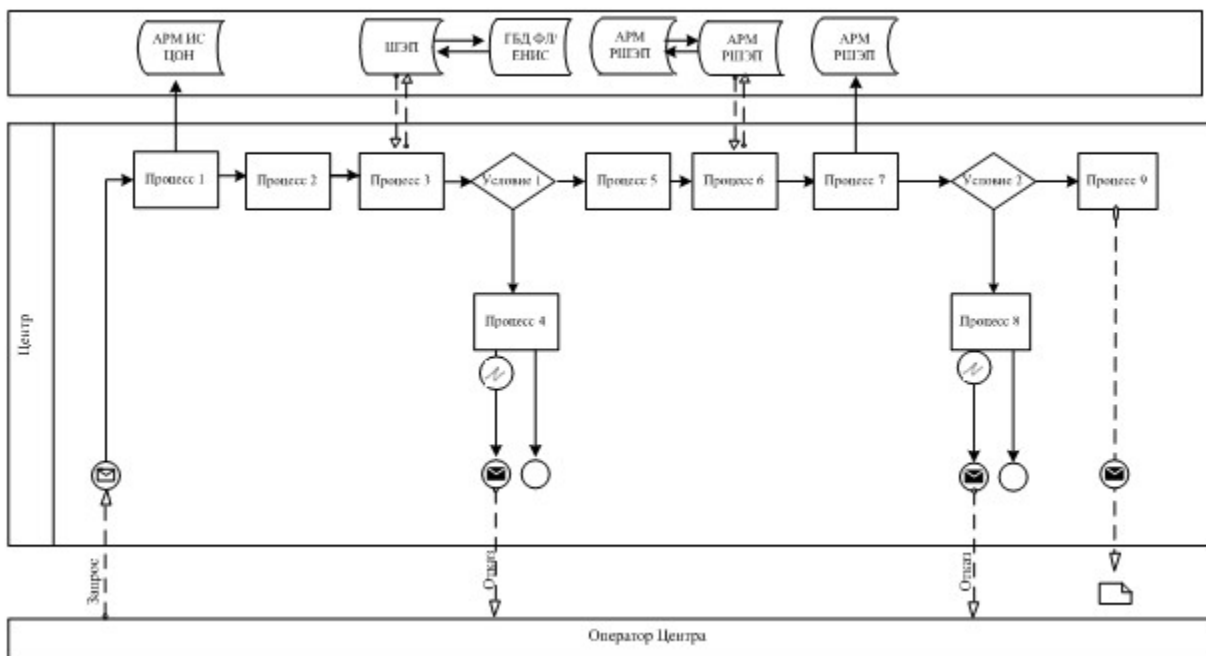 АРМ ИС
ЦОН
ШЭП
ГБД ФЛ/
ЕНИС
АРМ
РШЭП
АРМ
РШЭП
АРМ
РШЭП
Центр
Процесс 1
Процесс 2
Процесс 3
Условие 1
Процесс 5
Процесс 6
Процесс 7
Условие 2
Процесс 9
Процесс 4
Процесс 8
Запрос
Отказ
Отказ
Оператор Центра